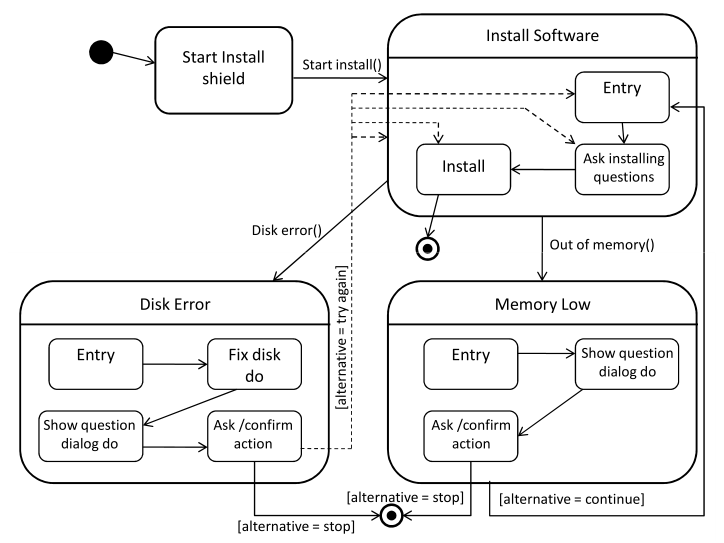 Start Install
shield
Start install()
Install Software
Entry
Ask installing
questions
Install
Disk error()
Out of memory()
[alternative = try again]
Disk Error
Entry
Fix disk
do
Show question
dialog do
Ask /confirm
action
Memory Low
Entry
Show question
dialog do
Ask /confirm
action
[alternative = stop]
[alternative = continue]
[alternative = stop]